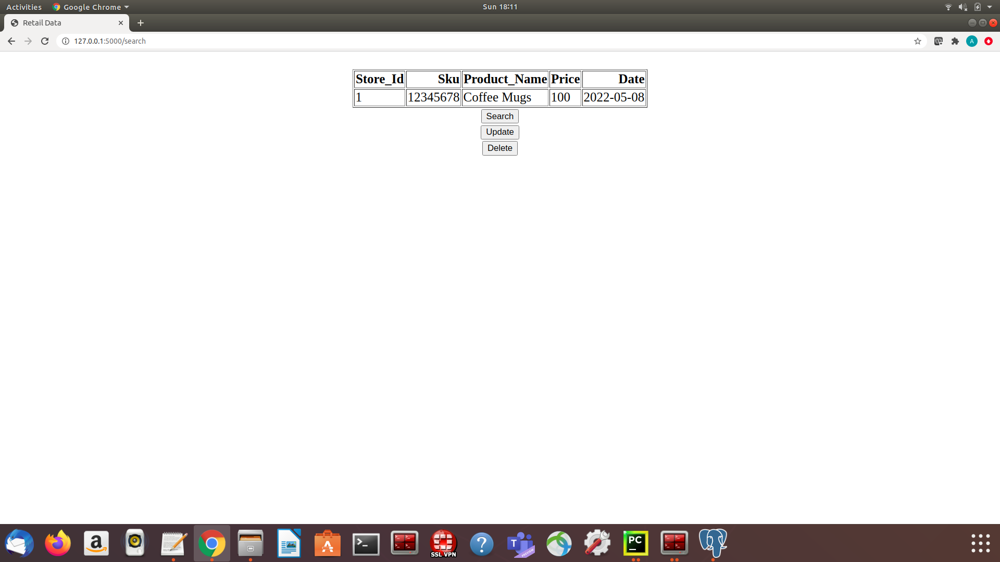 Activities Google Chrome Sun 18:11
Retail Data
127.0.0.1:5000/search A
Store_Id Sku Product_Name Price Date
1 12345678 Coffee Mugs 100 2022-05-08
Search
Update
Delete
a >_ SSL VPN ? T PREVIEW PC